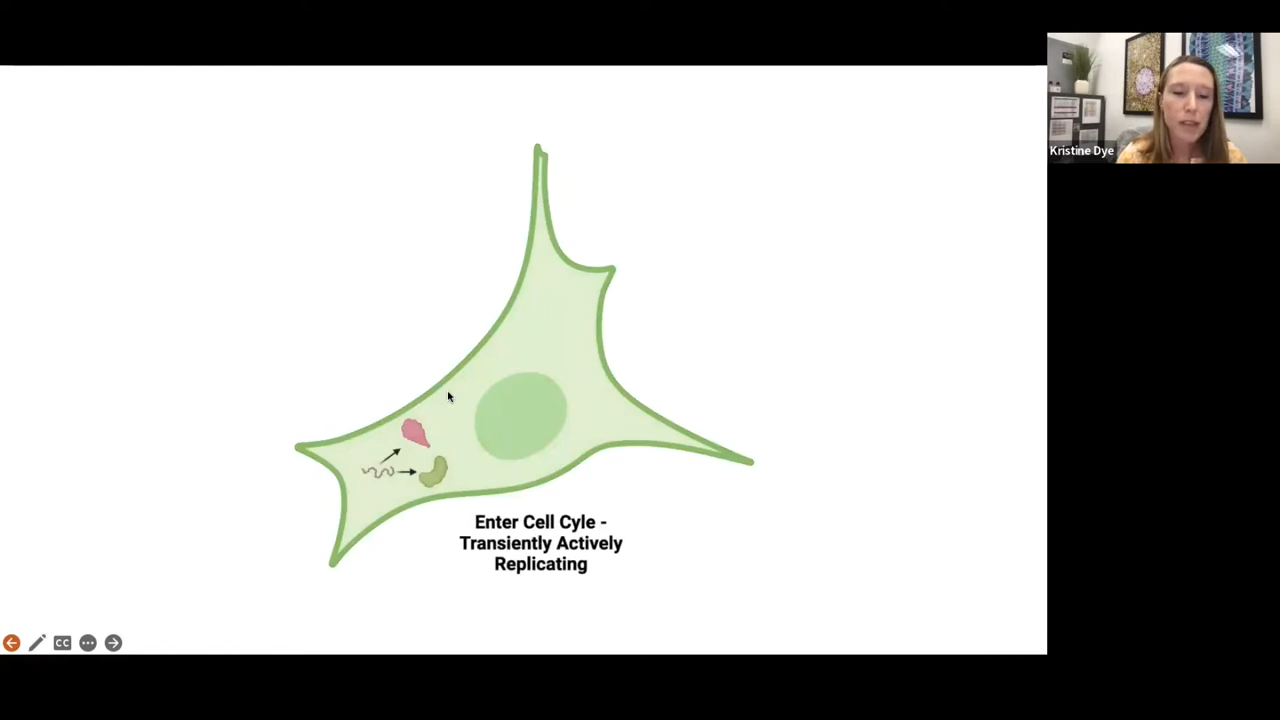 Kristine Dye
Enter Cell Cyle -
Transiently Actively
Replicating
CC